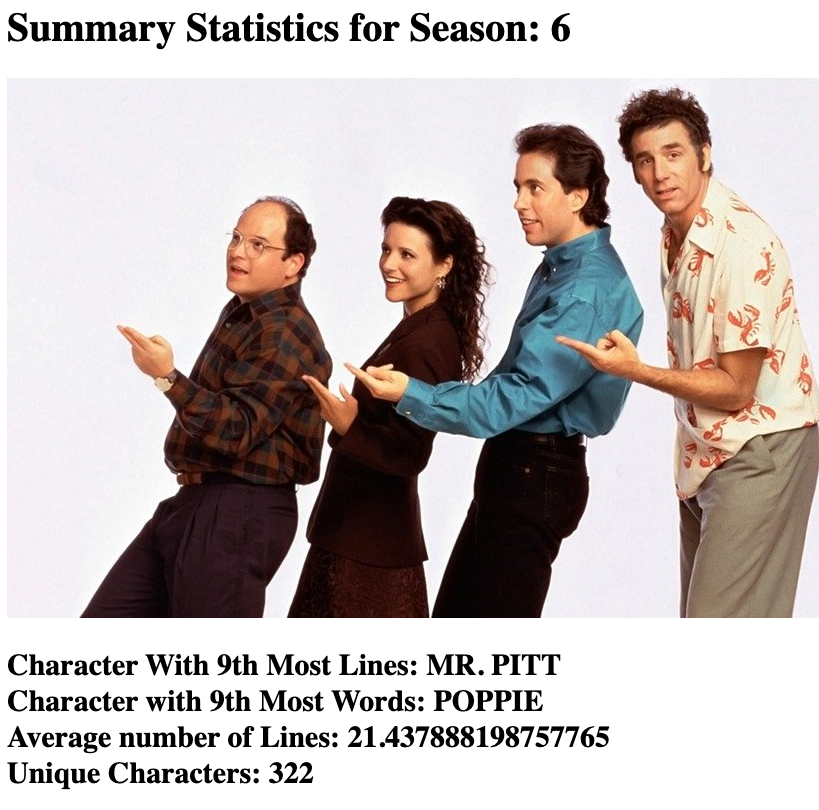 Summary Statistics for Season: 6
Character With 9th Most Lines: MR. PITT
Character with 9th Most Words: POPPIE
Average number of Lines: 21.437888198757765
Unique Characters: 322